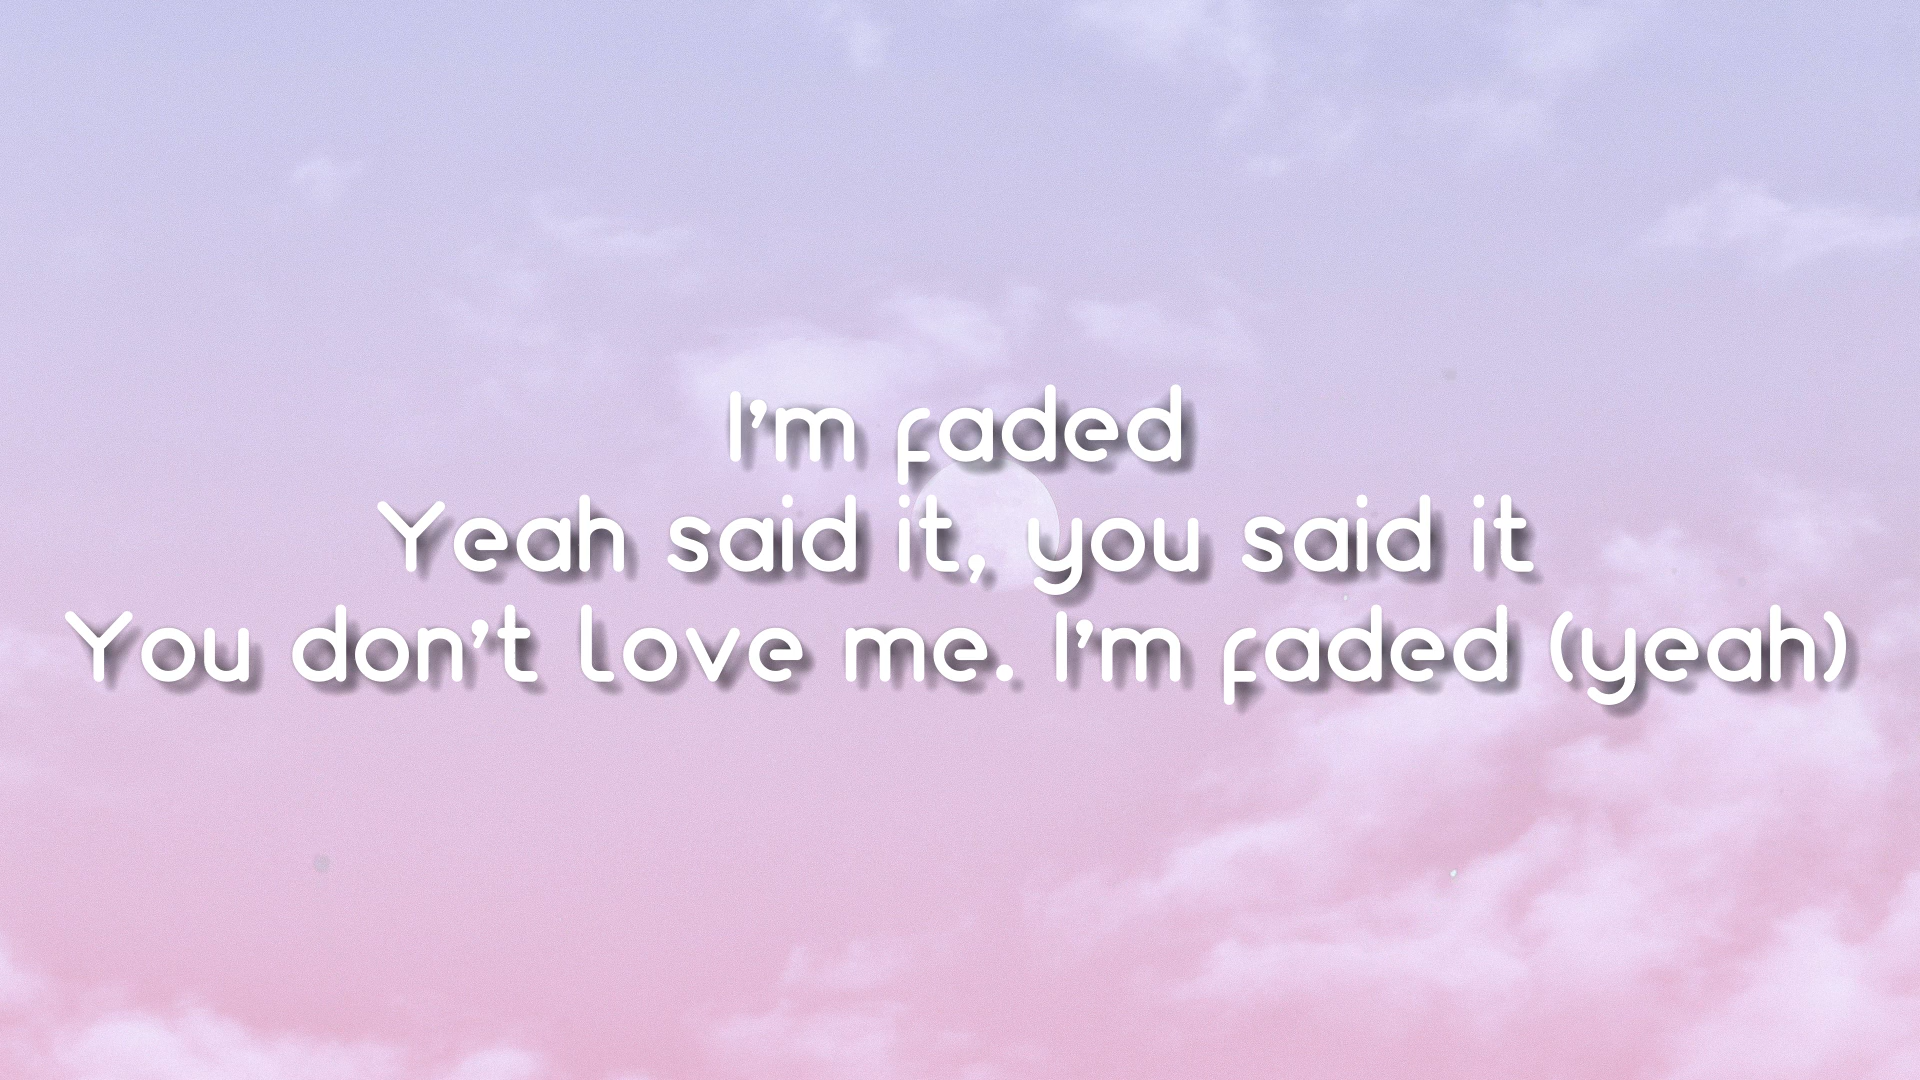 I'm faded
Yeah said it, you said it
You don't love me. I'm faded (yeah)